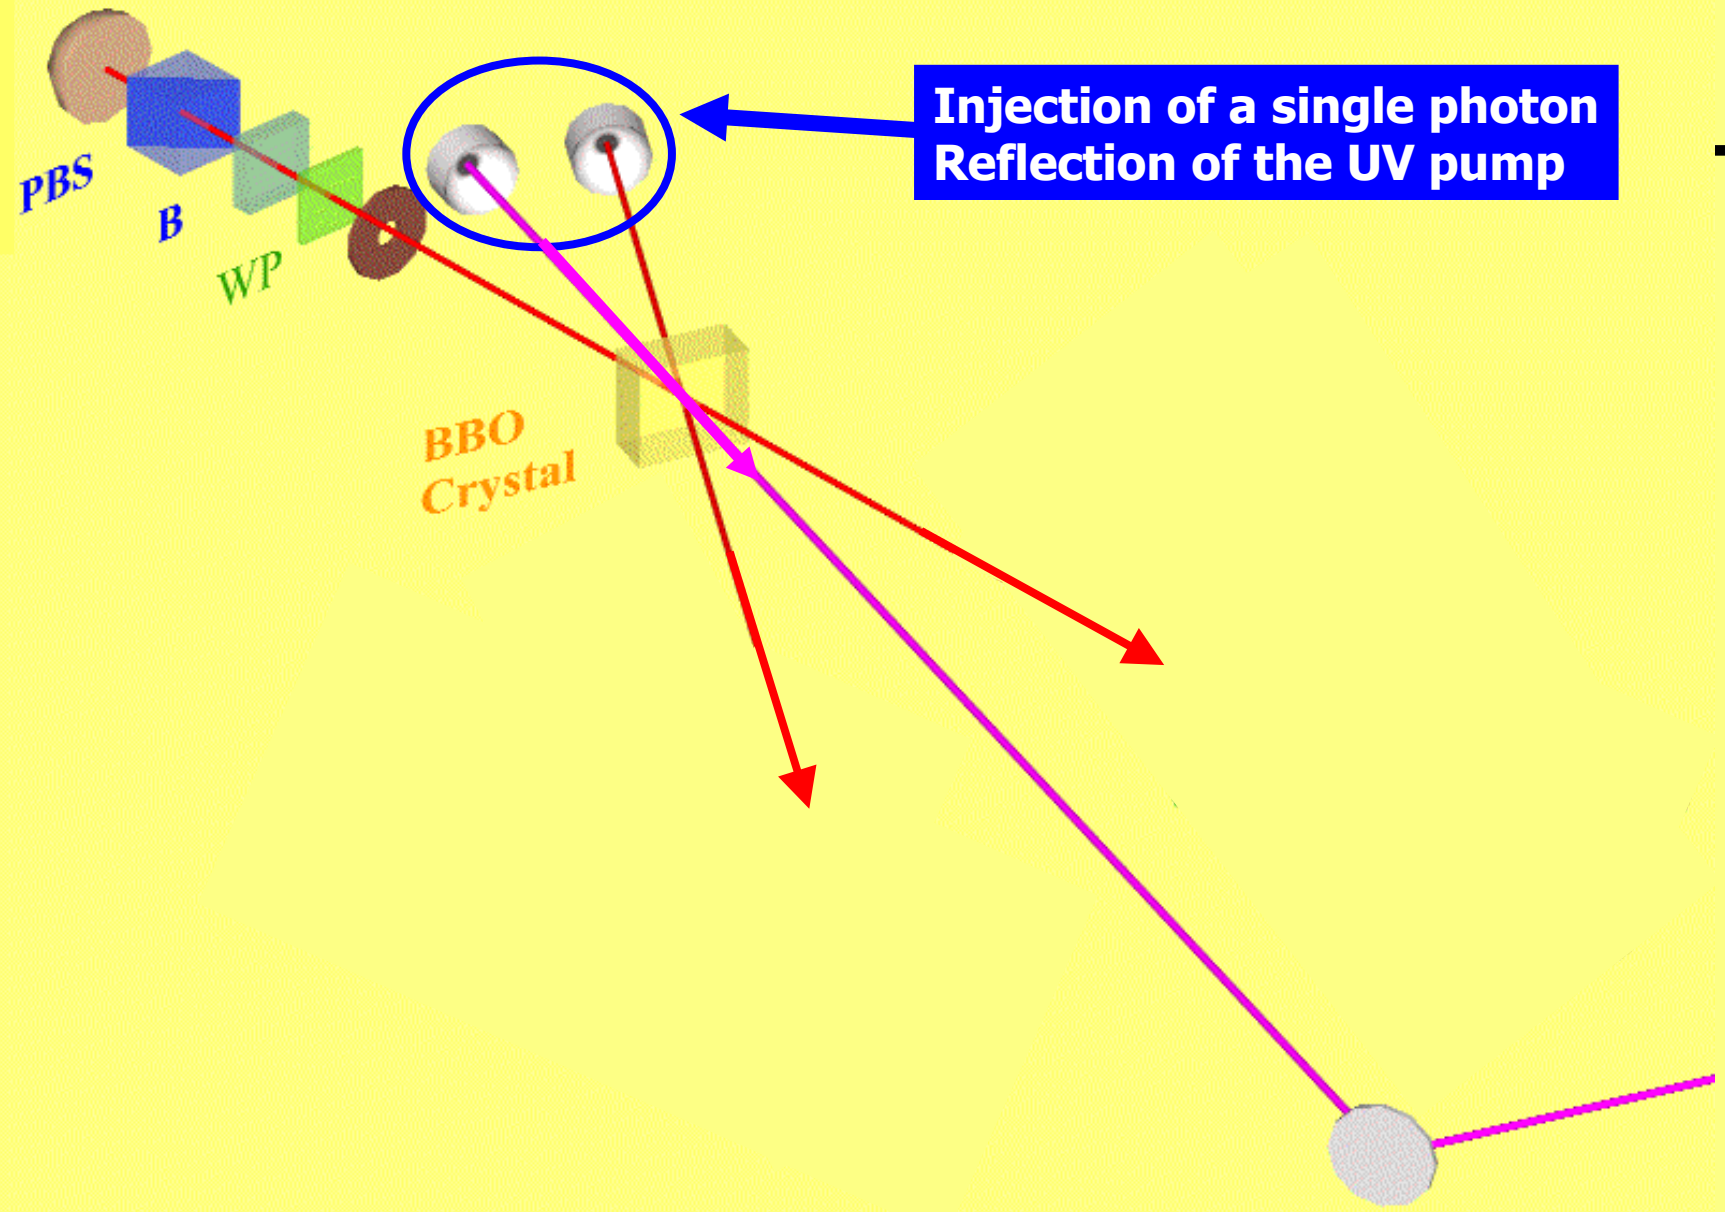 Injection of a single photon
Reflection of the UV pump
PBS
B
WP
BBO
Crystal